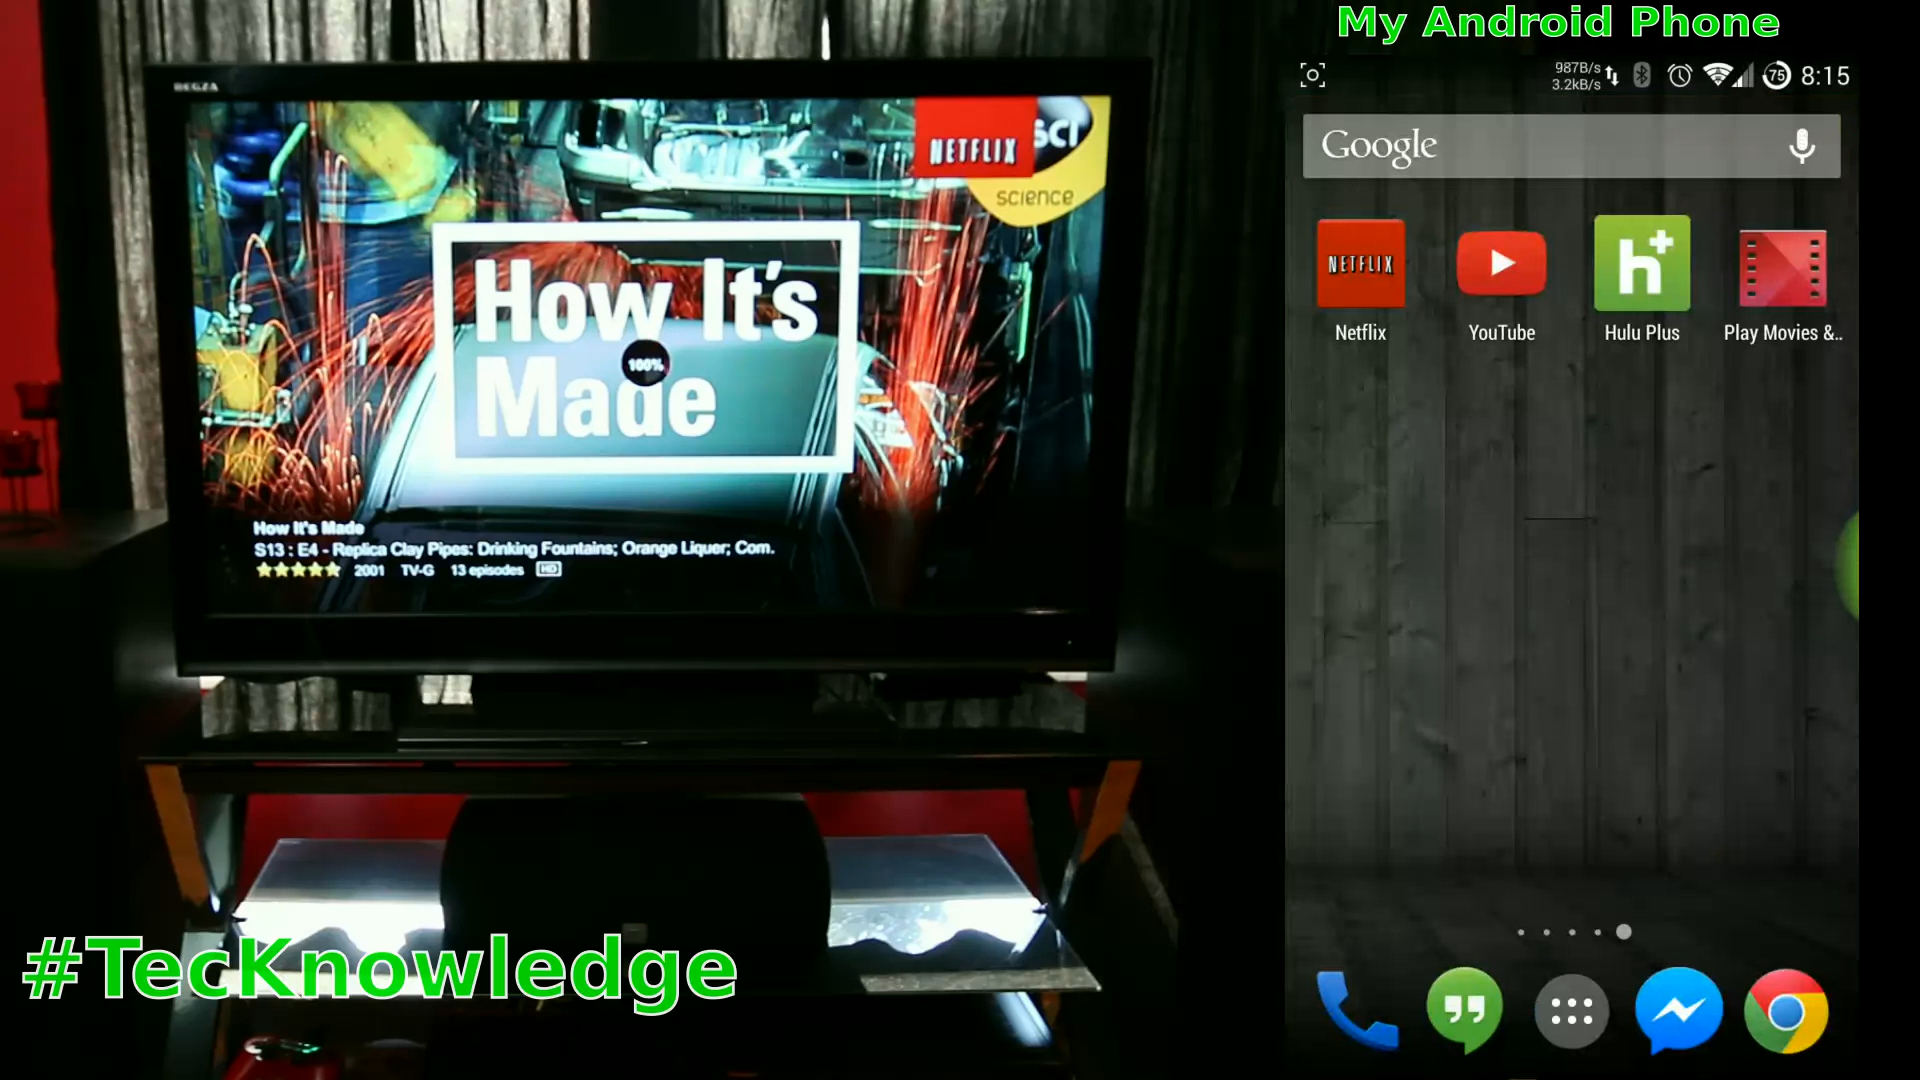 My Android Phone
REGZA
987B/s
3.2kB/s
75
8:15
Google
NETFLIX
SCI
science
How It's
Made
100%
NETFLIX
Netflix
YouTube
h+
Hulu Plus
Play Movies &..
How It's Made
S13 : E4 - Replica Clay Pipes: Drinking Fountains; Orange Liquer; Com.
2001 TV-G 13 episodes HD
#TecKnowledge